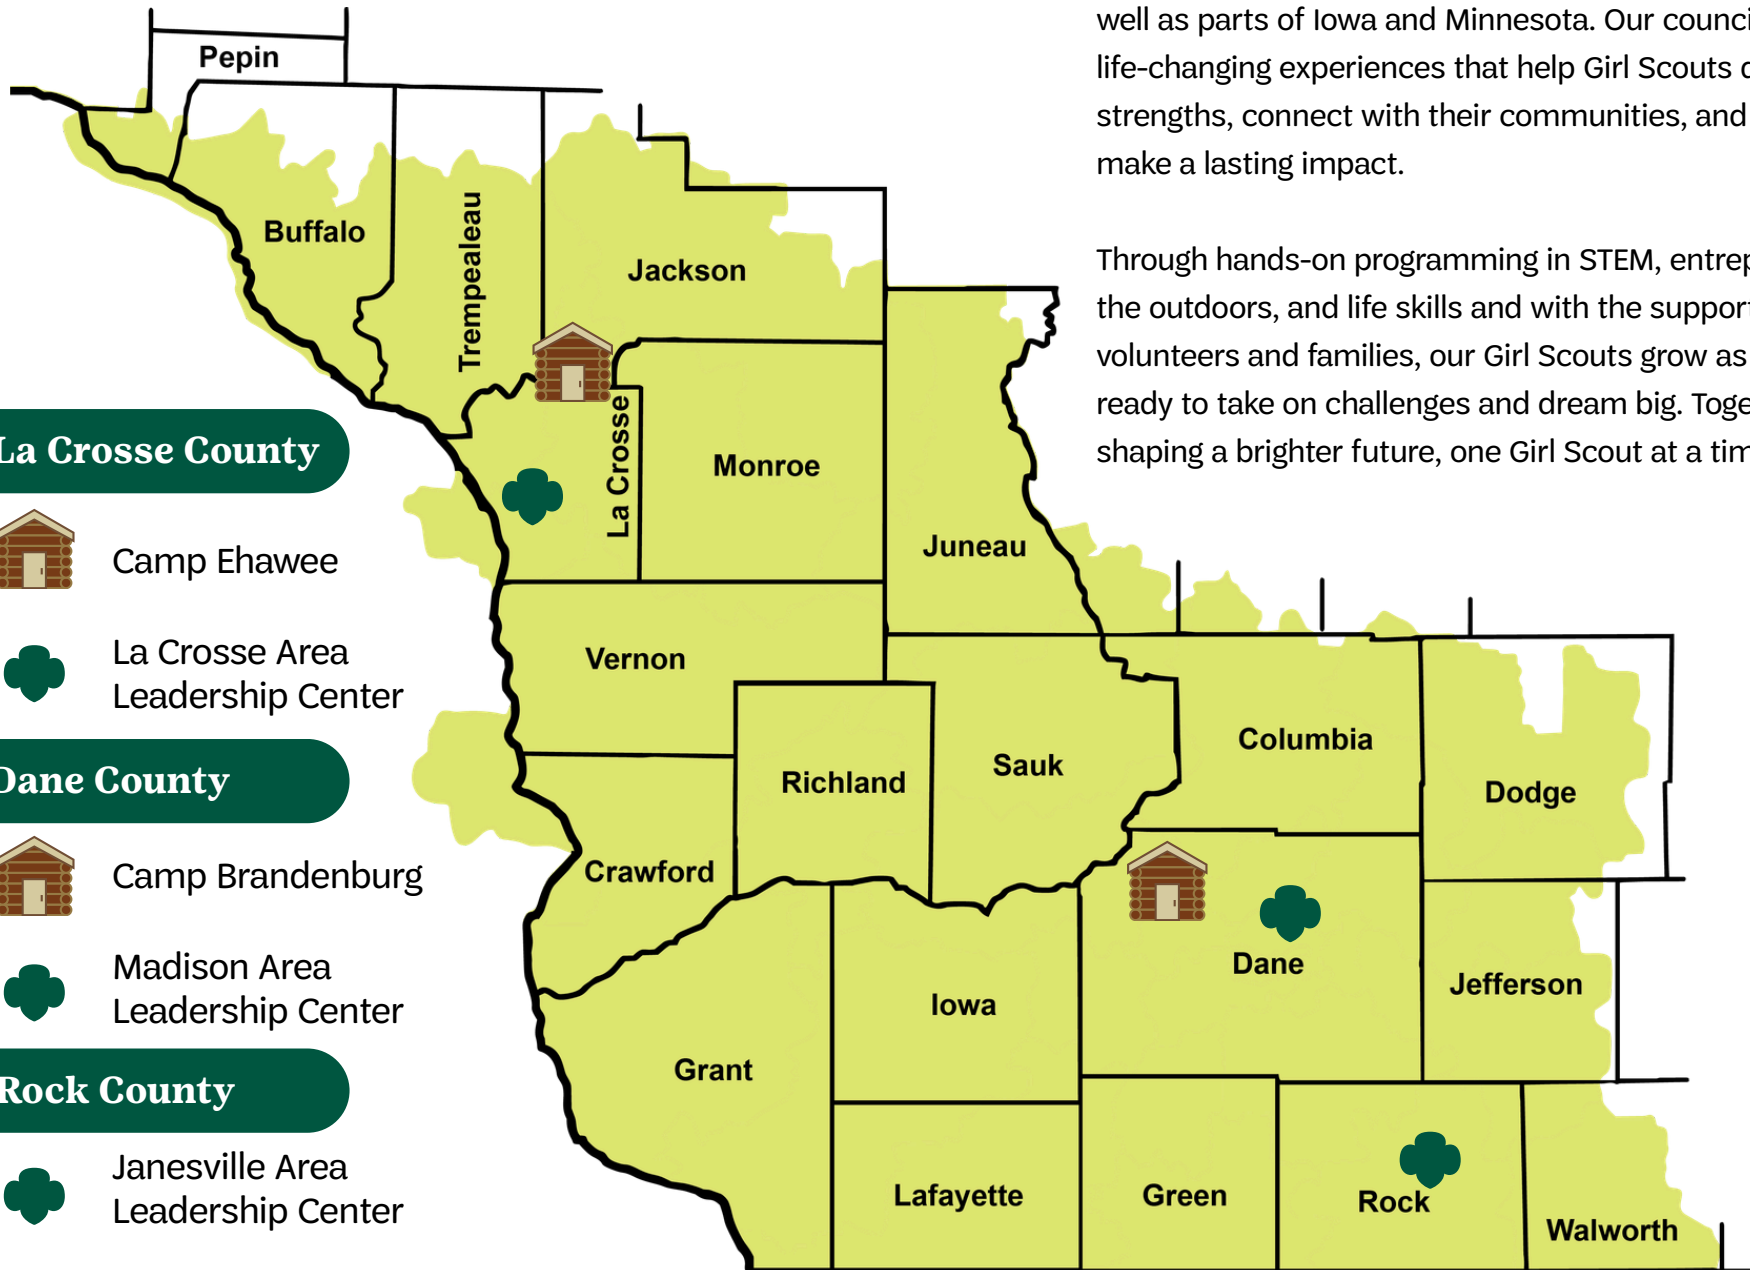 well as parts of Iowa and Minnesota. Our
life-changing experiences that help Girl Scouts
strengths, connect with their communities, and
make a lasting impact.
Through hands-on programming in STEM,
the outdoors, and life skills and with the
volunteers and families, our Girl Scouts grow as
ready to take on challenges and dream big.
shaping a brighter future, one Girl Scout at a
Pepin
Buffalo
Trempealeau
Jackson
La Crosse
Monroe
Juneau
Vernon
Richland
Sauk
Columbia
Dodge
Crawford
Dane
Jefferson
Iowa
Grant
Lafayette
Green
Rock
Walworth
La Crosse County
Camp Ehawee
La Crosse Area
Leadership Center
Dane County
Camp Brandenburg
Madison Area
Leadership Center
Rock County
Janesville Area
Leadership Center